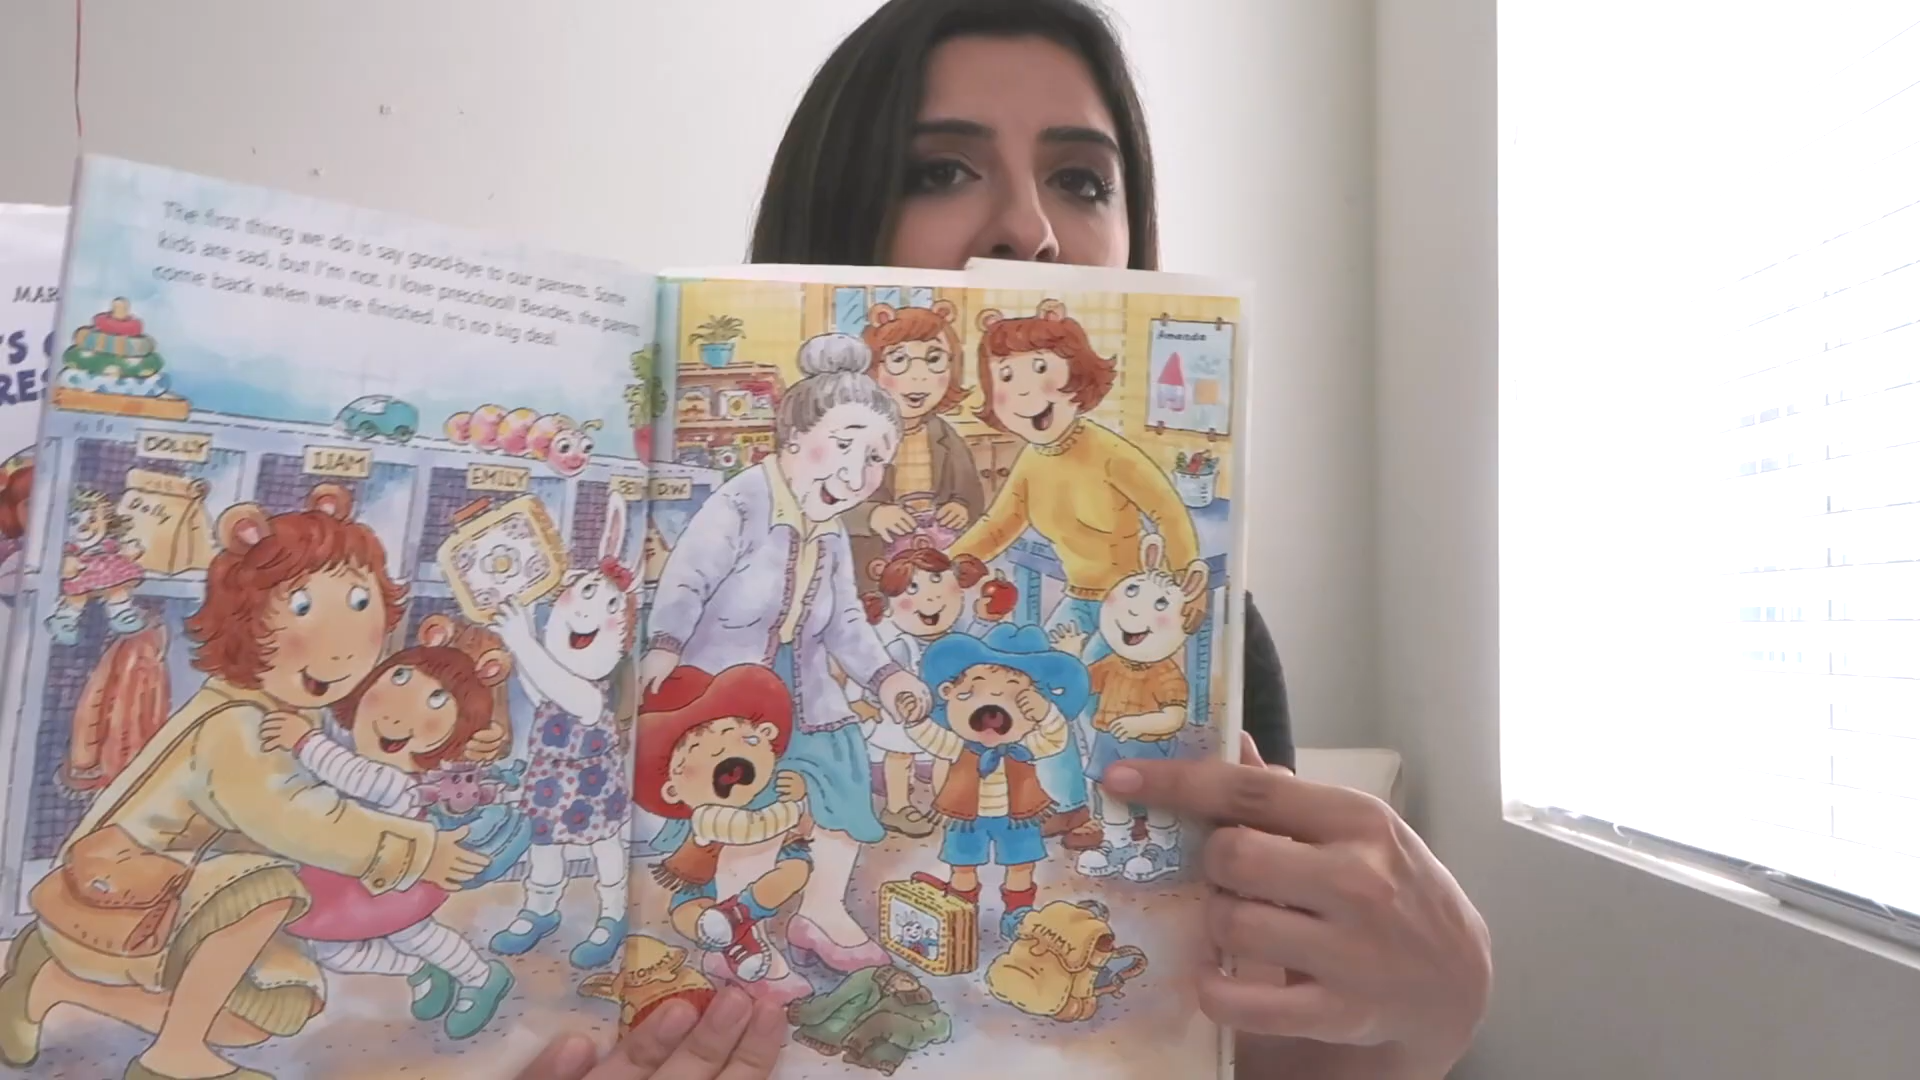 The first thing we do is say good-bye to our parents. Some
kids are sad, but I'm not. I love preschool! Besides, the parents
come back when we're finished. It's no big deal.
MAR
'S
RES
DOLLY
LIAM
EMILY
D.W.
Dolly
Amanda
TOMMY
TIMMY